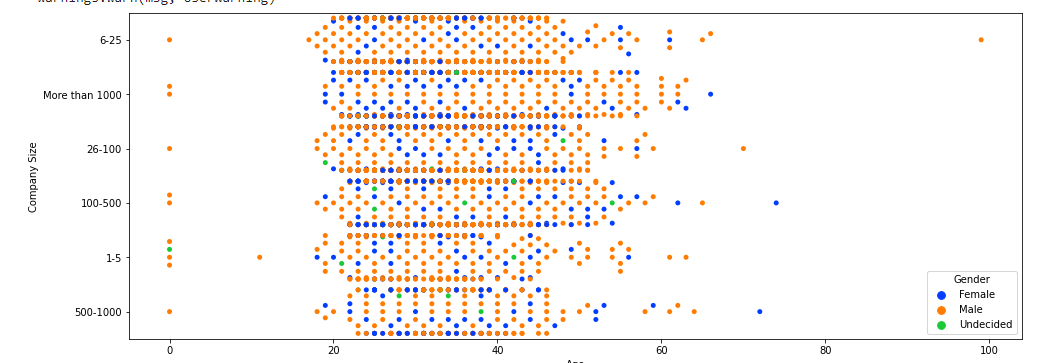 warnings.warn(msg, UserWarning)
6-25
More than 1000
26-100
100-500
1-5
500-1000
Company Size
0
20
40
60
80
100
Age
Gender
Female
Male
Undecided